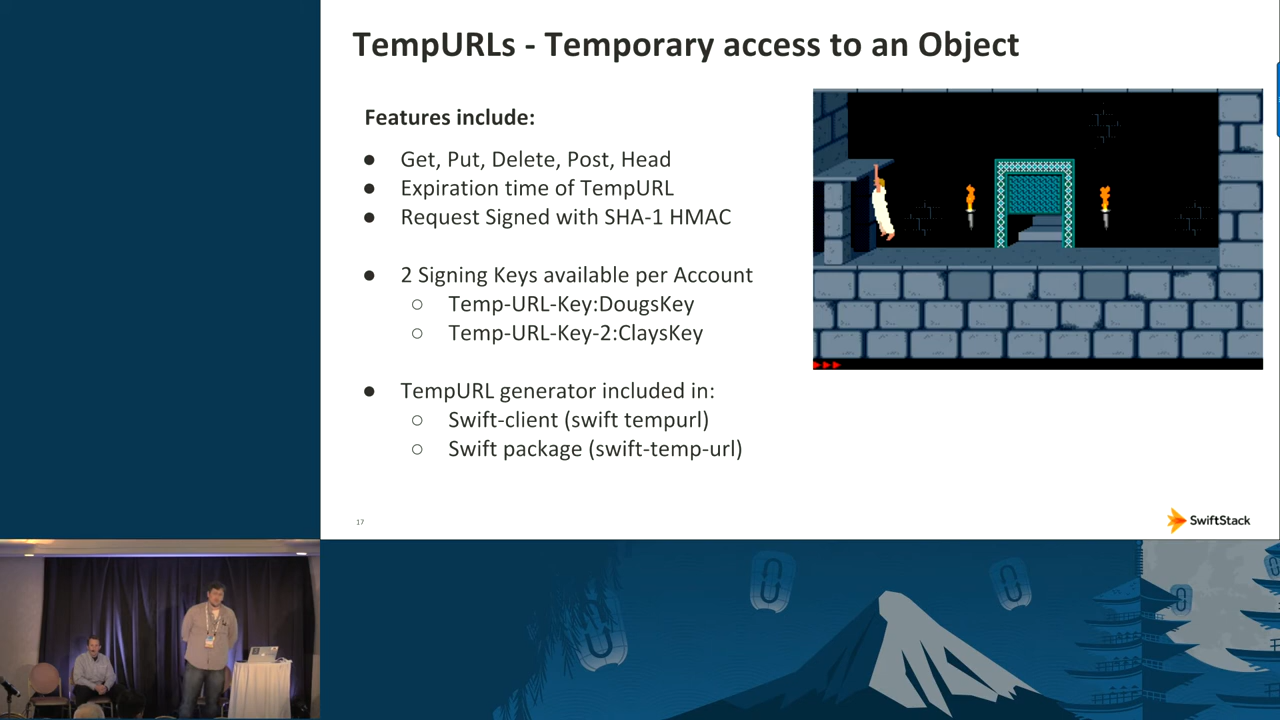 TempURLs - Temporary access to an Object
Features include:
● Get, Put, Delete, Post, Head
● Expiration time of TempURL
● Request Signed with SHA-1 HMAC
● 2 Signing Keys available per Account
○ Temp-URL-Key:DougsKey
○ Temp-URL-Key-2:ClaysKey
● TempURL generator included in:
○ Swift-client (swift tempurl)
○ Swift package (swift-temp-url)
17
SwiftStack